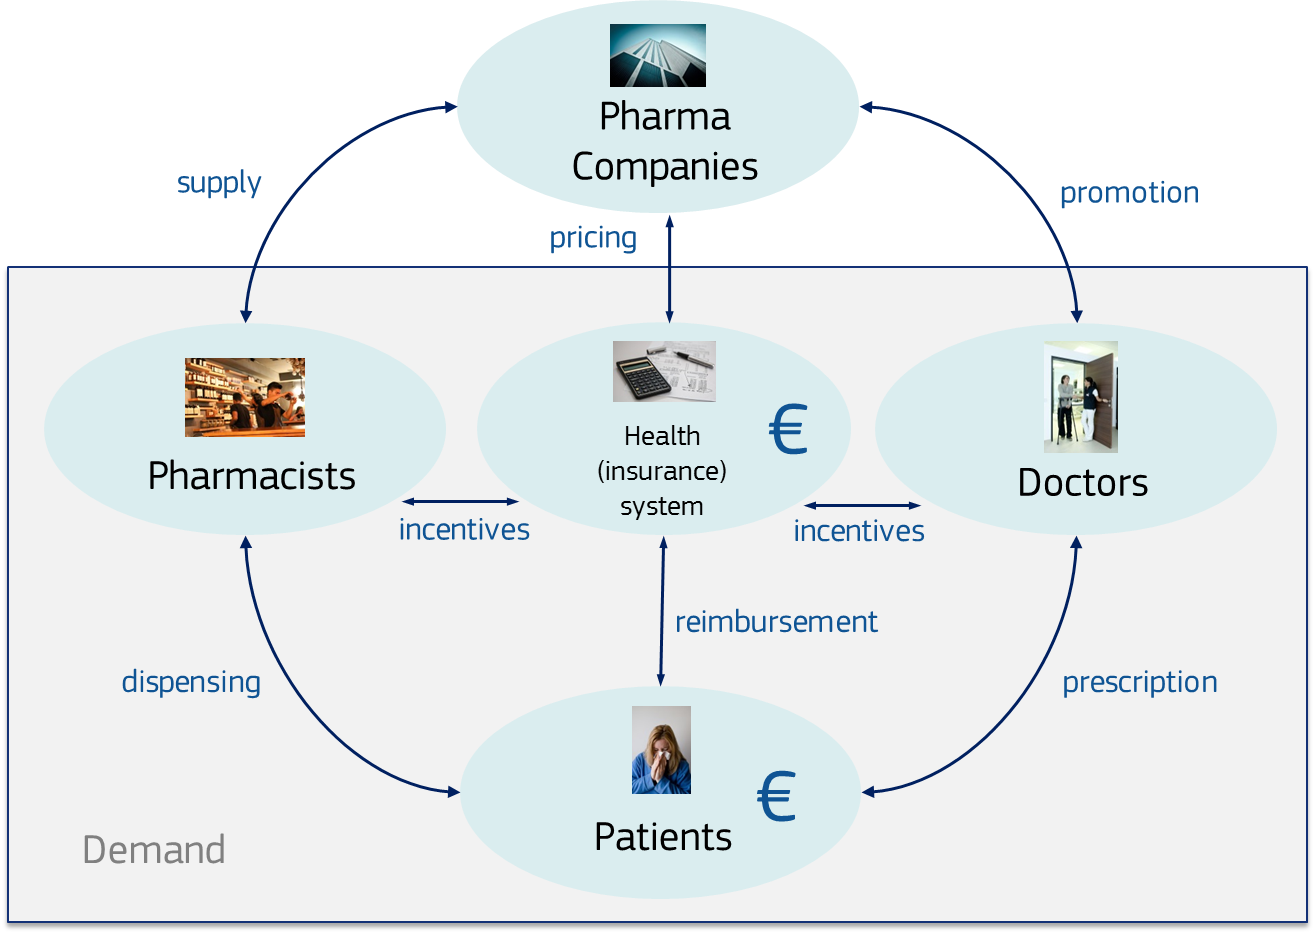 Pharma
Companies
supply
promotion
pricing
€
Health
(insurance)
system
Pharmacists
Doctors
incentives
incentives
reimbursement
dispensing
prescription
€
Patients
Demand